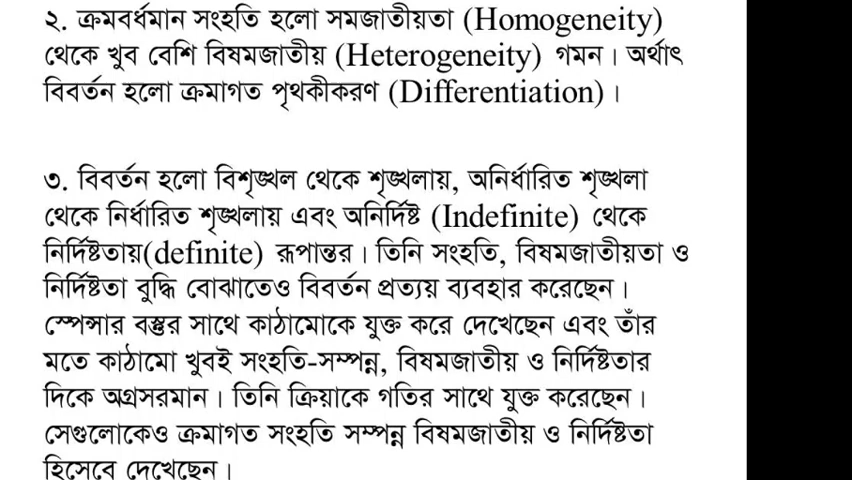 ২. ক্রমবর্ধমান সংহতি হলো সমজাতীয়তা (Homogeneity)
থেকে খুব বেশি বিষমজাতীয় (Heterogeneity) গমন। অর্থাৎ
বিবর্তন হলো ক্রমাগত পৃথকীকরণ (Differentiation)।
৩. বিবর্তন হলো বিশৃঙ্খল থেকে শৃঙ্খলায়, অনির্ধারিত শৃঙ্খলা
থেকে নির্ধারিত শৃঙ্খলায় এবং অনির্দিষ্ট (Indefinite) থেকে
নির্দিষ্টতায়(definite) রূপান্তর। তিনি সংহতি, বিষমজাতীয়তা ও
নির্দিষ্টতা বুদ্ধি বোঝাতেও বিবর্তন প্রত্যয় ব্যবহার করেছেন।
স্পেন্সার বস্তুর সাথে কাঠামোকে যুক্ত করে দেখেছেন এবং তাঁর
মতে কাঠামো খুবই সংহতি-সম্পন্ন, বিষমজাতীয় ও নির্দিষ্টতার
দিকে অগ্রসরমান। তিনি ক্রিয়াকে গতির সাথে যুক্ত করেছেন।
সেগুলোকেও ক্রমাগত সংহতি সম্পন্ন বিষমজাতীয় ও নির্দিষ্টতা
হিসেবে দেখেছেন।